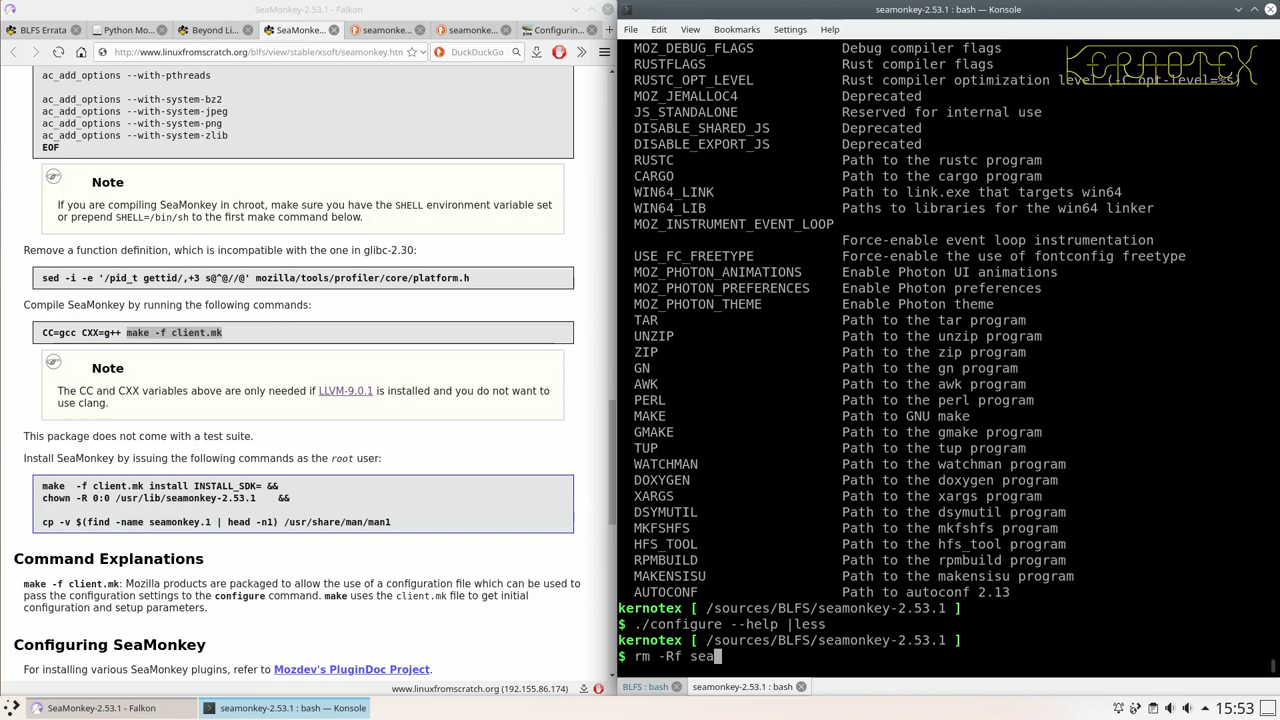 SeaMonkey-2.53.1 - Falkon
seamonkey-2.53.1 : bash — Konsole
BLFS Errata
Python Mo...
Beyond Li...
SeaMonke...
seamonke...
seamonke...
Configurin...
http://www.linuxfromscratch.org/blfs/view/stable/xsoft/seamonkey.htm
DuckDuckGo
File Edit View Bookmarks Settings Help
ac_add_options --with-pthreads
ac_add_options --with-system-bz2
ac_add_options --with-system-jpeg
ac_add_options --with-system-png
ac_add_options --with-system-zlib
EOF
Note
If you are compiling SeaMonkey in chroot, make sure you have the SHELL environment variable set
or prepend SHELL=/bin/sh to the first make command below.
Remove a function definition, which is incompatible with the one in glibc-2.30:
sed -i -e '/pid_t gettid/,+3 s@^@//@' mozilla/tools/profiler/core/platform.h
Compile SeaMonkey by running the following commands:
CC=gcc CXX=g++ make -f client.mk
Note
The CC and CXX variables above are only needed if LLVM-9.0.1 is installed and you do not want to
use clang.
This package does not come with a test suite.
Install SeaMonkey by issuing the following commands as the root user:
make  -f client.mk install INSTALL_SDK= &&
chown -R 0:0 /usr/lib/seamonkey-2.53.1    &&
cp -v $(find -name seamonkey.1 | head -n1) /usr/share/man/man1
Command Explanations
make -f client.mk: Mozilla products are packaged to allow the use of a configuration file which can be used to
pass the configuration settings to the configure command. make uses the client.mk file to get initial
configuration and setup parameters.
Configuring SeaMonkey
For installing various SeaMonkey plugins, refer to Mozdev's PluginDoc Project.
www.linuxfromscratch.org (192.155.86.174)
KERNOTEX
MOZ_DEBUG_FLAGS Debug compiler flags
RUSTFLAGS Rust compiler flags
RUSTC_OPT_LEVEL Rust compiler optimization level (-C opt-level=%s)
MOZ_JEMALLOC4 Deprecated
JS_STANDALONE Reserved for internal use
DISABLE_SHARED_JS Deprecated
DISABLE_EXPORT_JS Deprecated
RUSTC Path to the rustc program
CARGO Path to the cargo program
WIN64_LINK Path to link.exe that targets win64
WIN64_LIB Paths to libraries for the win64 linker
MOZ_INSTRUMENT_EVENT_LOOP
Force-enable event loop instrumentation
USE_FC_FREETYPE Force-enable the use of fontconfig freetype
MOZ_PHOTON_ANIMATIONS Enable Photon UI animations
MOZ_PHOTON_PREFERENCES Enable Photon preferences
MOZ_PHOTON_THEME Enable Photon theme
TAR Path to the tar program
UNZIP Path to the unzip program
ZIP Path to the zip program
GN Path to the gn program
AWK Path to the awk program
PERL Path to the perl program
MAKE Path to GNU make
GMAKE Path to the gmake program
TUP Path to the tup program
WATCHMAN Path to the watchman program
DOXYGEN Path to the doxygen program
XARGS Path to the xargs program
DSYMUTIL Path to the dsymutil program
MKFSHFS Path to the mkfshfs program
HFS_TOOL Path to the hfs_tool program
RPMBUILD Path to the rpmbuild program
MAKENSISU Path to the makensisu program
AUTOCONF Path to autoconf 2.13
kernotex [ /sources/BLFS/seamonkey-2.53.1 ]
$ ./configure --help |less
kernotex [ /sources/BLFS/seamonkey-2.53.1 ]
$ rm -Rf sea
BLFS : bash
seamonkey-2.53.1 : bash
SeaMonkey-2.53.1 - Falkon
seamonkey-2.53.1 : bash — Konsole
15:53